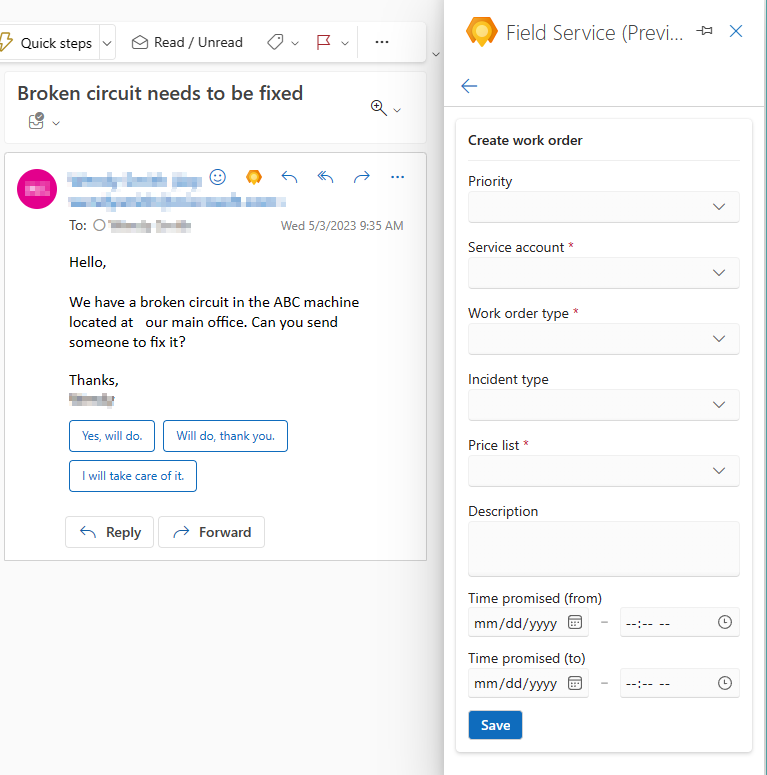 Quick steps
Read / Unread
Broken circuit needs to be fixed
To:
Wed 5/3/2023 9:35 AM
Hello,
We have a broken circuit in the ABC machine
located at our main office. Can you send
someone to fix it?
Thanks,
Yes, will do.
Will do, thank you.
I will take care of it.
Reply
Forward
Field Service (Previ...
Create work order
Priority
Service account *
Work order type *
Incident type
Price list *
Description
Time promised (from)
mm/dd/yyyy – --:-- --
Time promised (to)
mm/dd/yyyy – --:-- --
Save